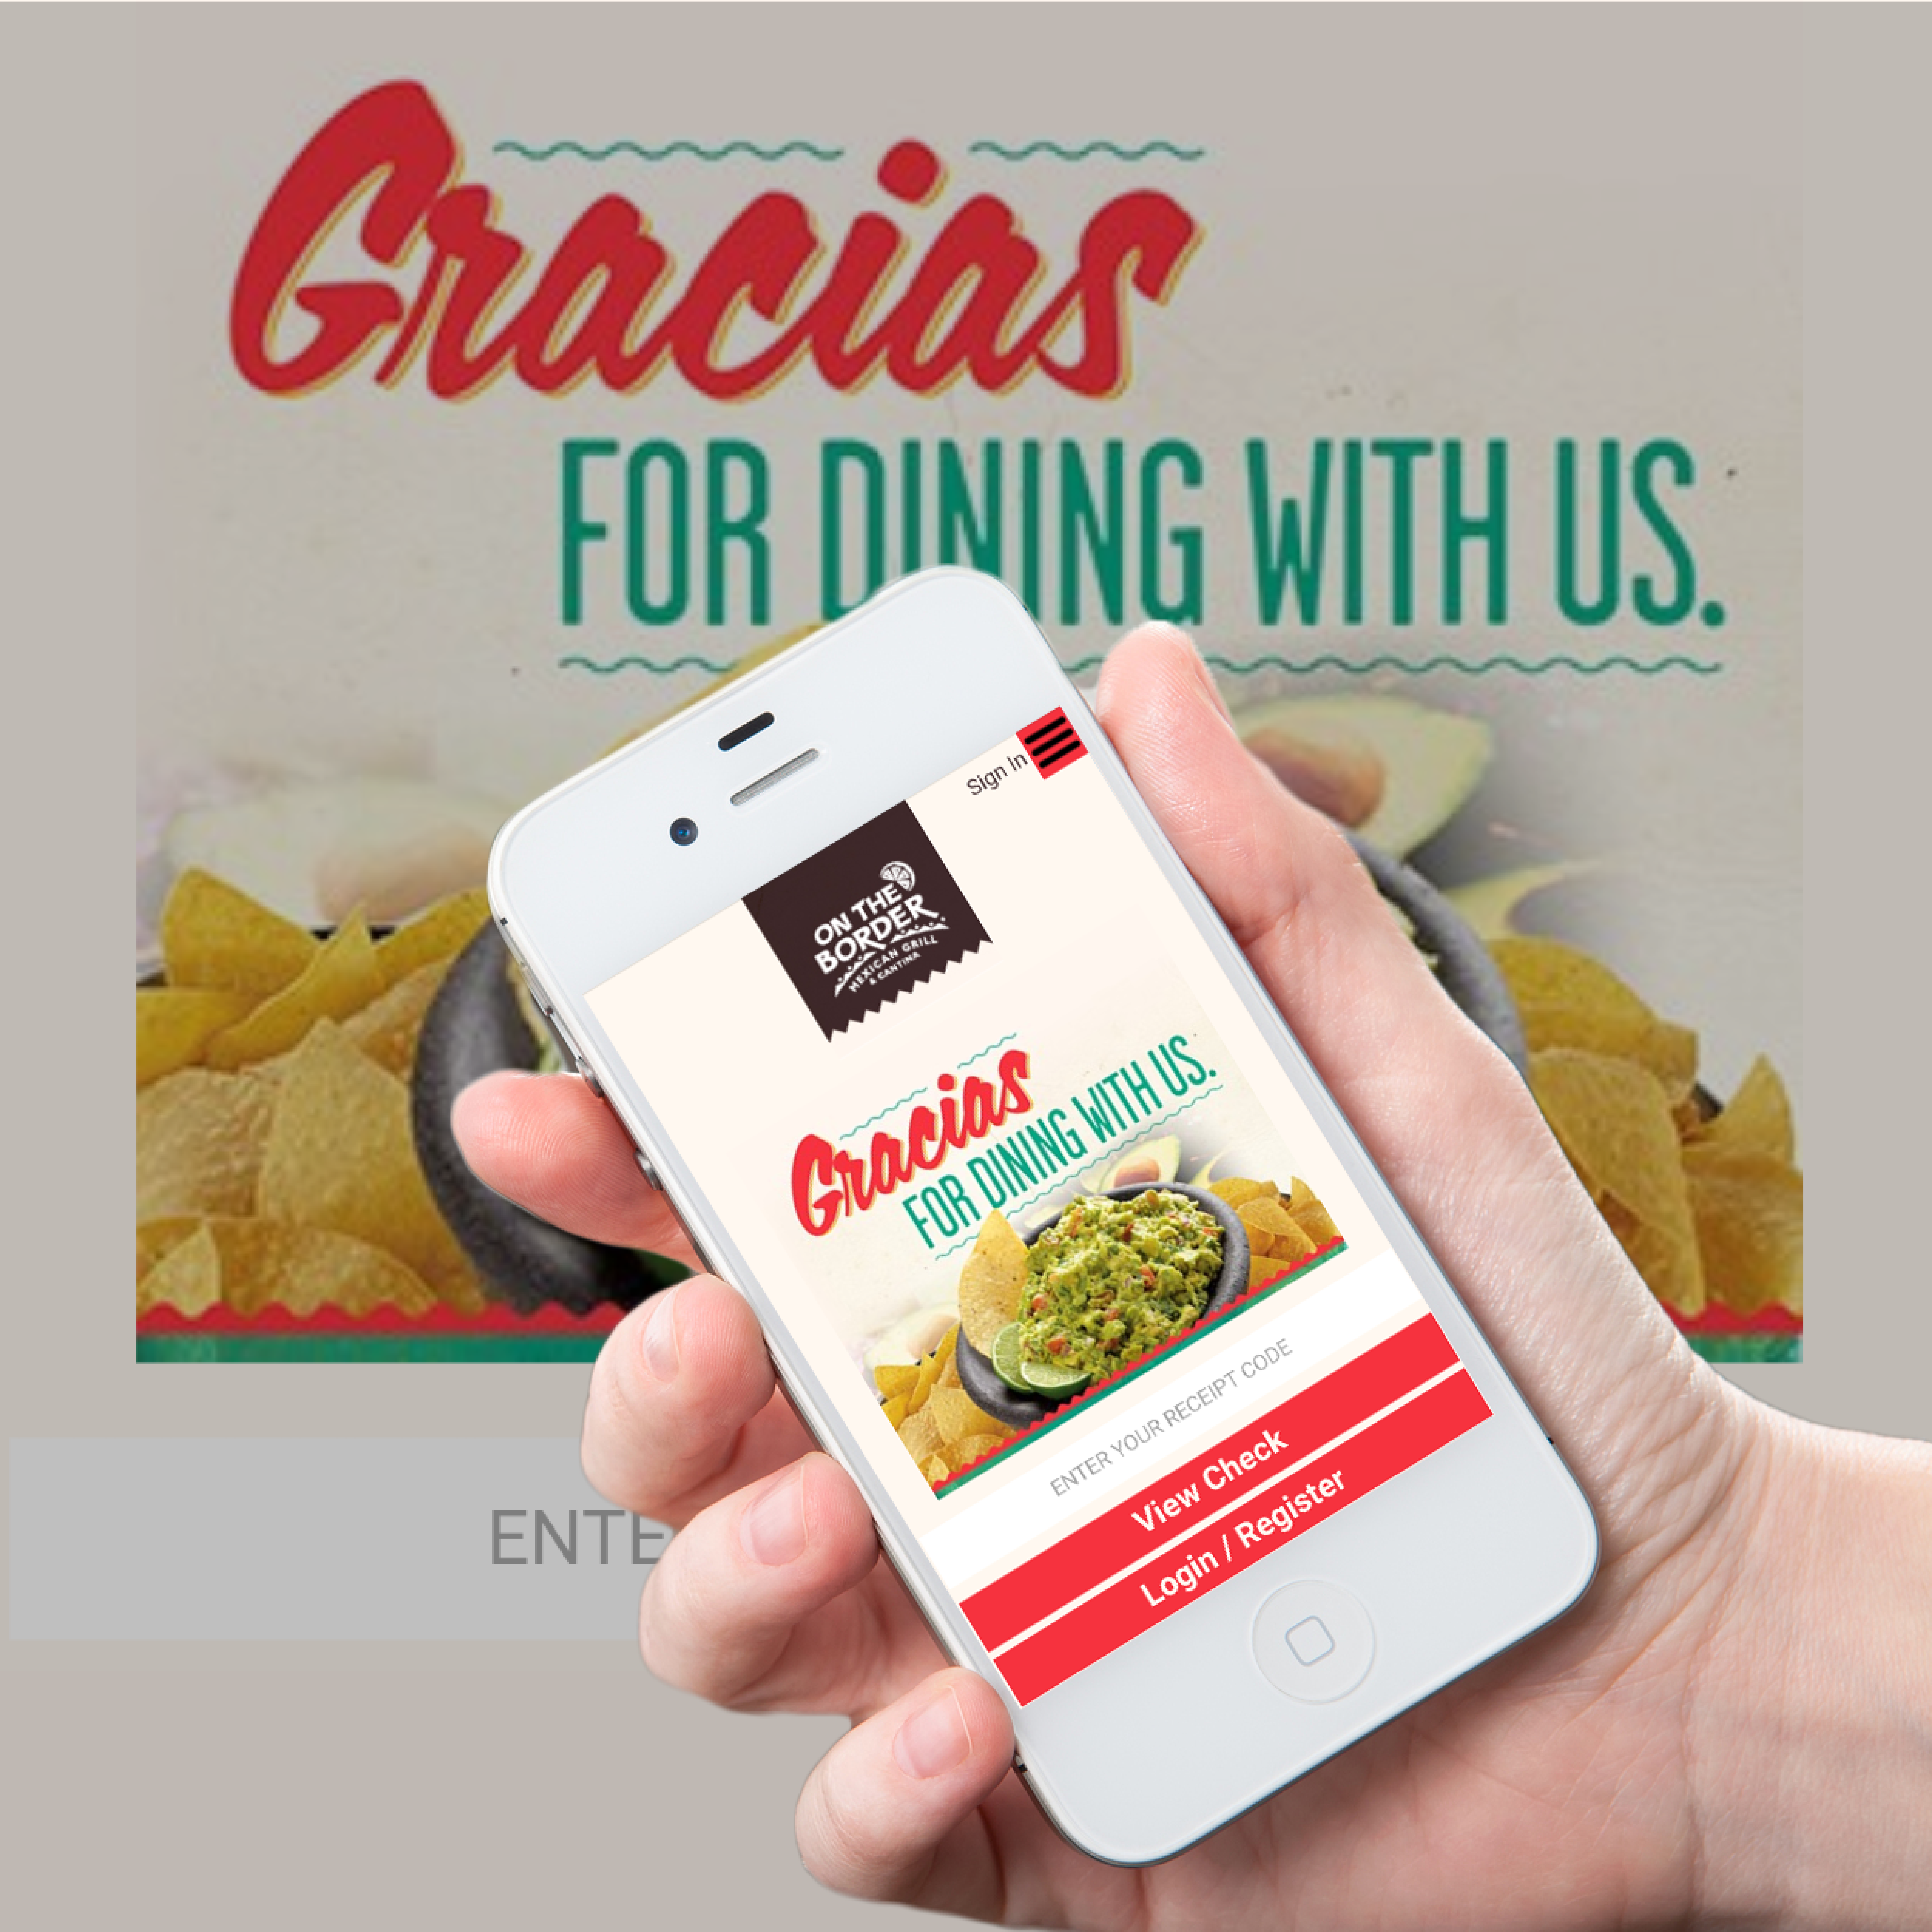 Gracias
FOR DINING WITH US.
Sign In
ON THE
BORDER
MEXICAN GRILL
& CANTINA
Gracias
FOR DINING WITH US.
ENTER YOUR RECEIPT CODE
View Check
Login / Register
ENTE